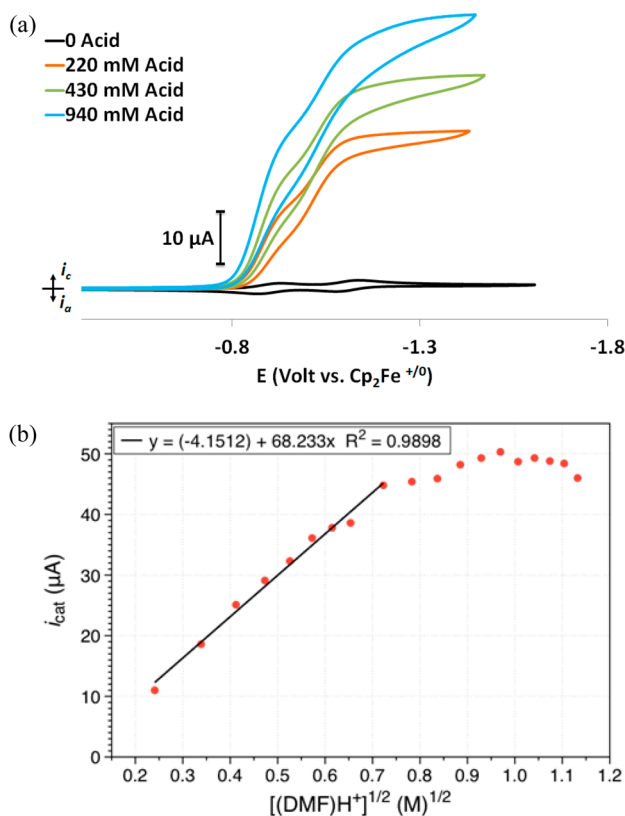 (a)
0 Acid
220 mM Acid
430 mM Acid
940 mM Acid
10 µA
i_c
i_a
-0.8 -1.3 -1.8
E (Volt vs. Cp₂Fe ⁺/⁰)
(b)
y = (-4.1512) + 68.233x R² = 0.9898
50
40
30
20
10
0
i_cat (µA)
0.2 0.3 0.4 0.5 0.6 0.7 0.8 0.9 1.0 1.1 1.2
[(DMF)H⁺]¹/² (M)¹/²